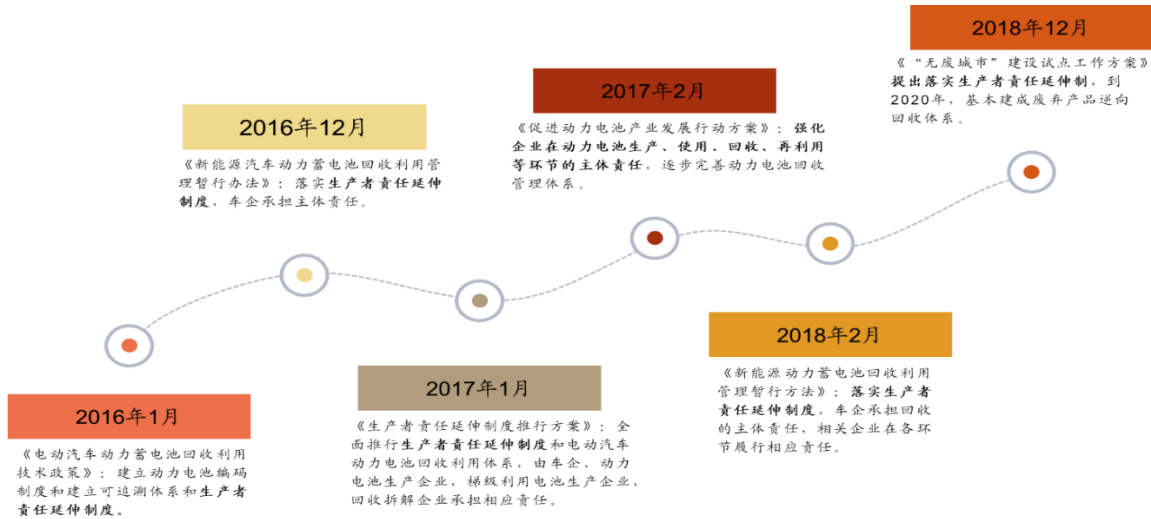 2016年1月
《电动汽车动力蓄电池回收利用
技术政策》：建立动力电池编码
制度和建立可追溯体系和生产者
责任延伸制度。
2016年12月
《新能源汽车动力蓄电池回收利用管
理暂行办法》：落实生产者责任延伸
制度，车企承担主体责任。
2017年1月
《生产者责任延伸制度推行方案》：全
面推行生产者责任延伸制度和电动汽车
动力电池回收利用体系，由车企、动力
电池生产企业，梯级利用电池生产企业，
回收拆解企业承担相应责任。
2017年2月
《促进动力电池产业发展行动方案》：强化
企业在动力电池生产、使用、回收、再利用
等环节的主体责任，逐步完善动力电池回收
管理体系。
2018年2月
《新能源动力蓄电池回收利用
管理暂行方法》：落实生产者
责任延伸制度，车企承担回收
的主体责任，相关企业在各环
节履行相应责任。
2018年12月
《“无废城市”建设试点工作方案》
提出落实生产者责任延伸制，到
2020年，基本建成废弃产品逆向
回收体系。